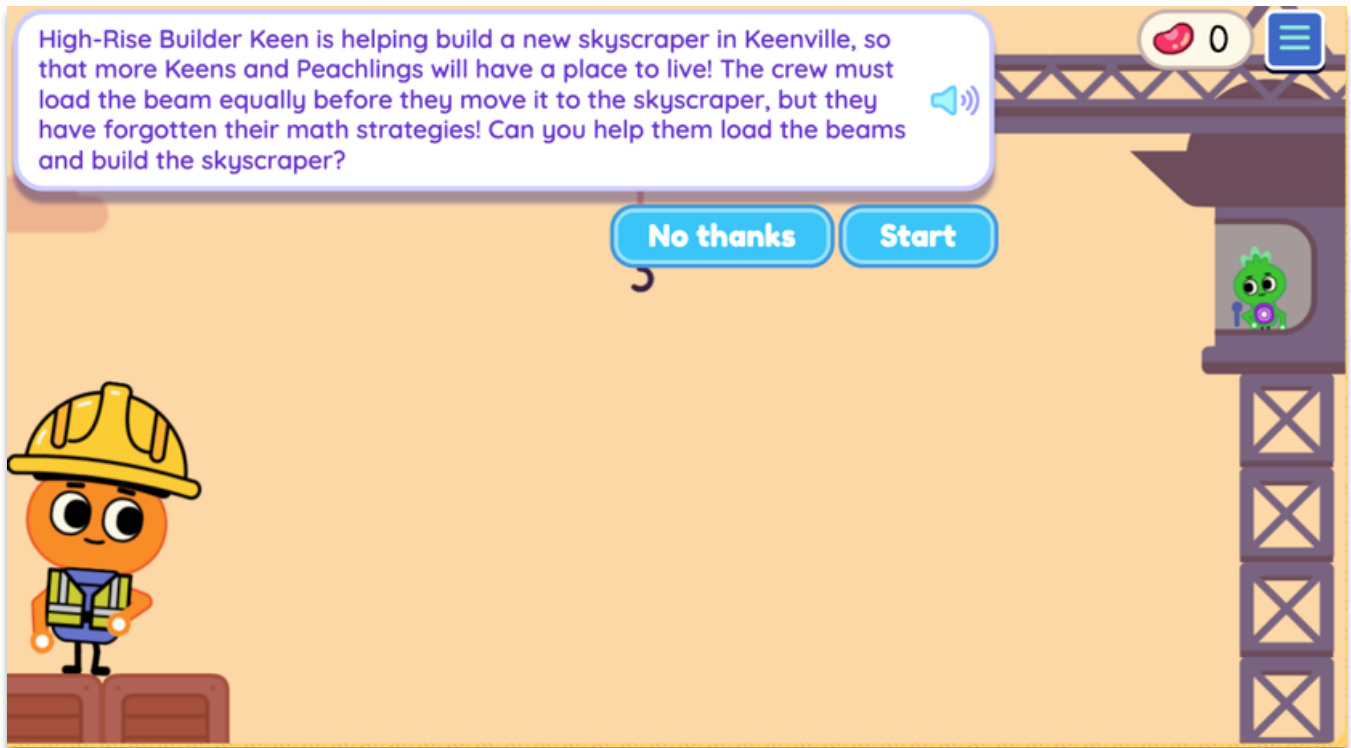 High-Rise Builder Keen is helping build a new skyscraper in Keenville, so
that more Keens and Peachlings will have a place to live! The crew must
load the beam equally before they move it to the skyscraper, but they
have forgotten their math strategies! Can you help them load the beams
and build the skyscraper?
0
No thanks
Start